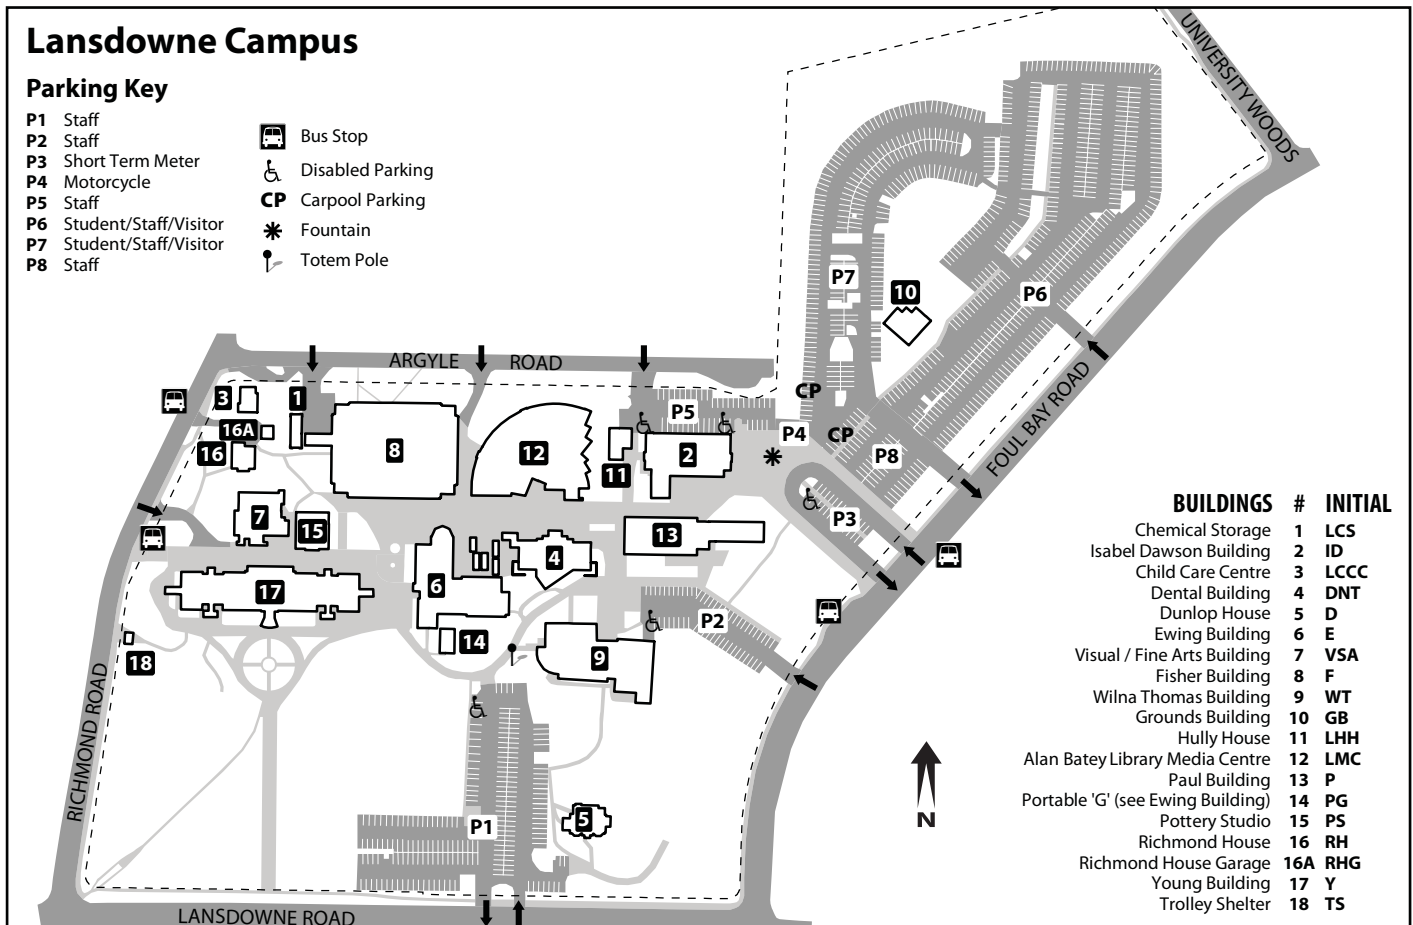 Lansdowne Campus
Parking Key
P1 Staff
P2 Staff
P3 Short Term Meter
P4 Motorcycle
P5 Staff
P6 Student/Staff/Visitor
P7 Student/Staff/Visitor
P8 Staff
Bus Stop
Disabled Parking
CP Carpool Parking
Fountain
Totem Pole
UNIVERSITY WOODS
P7
10
P6
ARGYLE ROAD
FOUL BAY ROAD
CP
3
1
P5
16A
P4
CP
16
8
12
11
2
P8
7
15
13
P3
17
6
4
P2
18
14
9
RICHMOND ROAD
P1
5
LANSDOWNE ROAD
N
BUILDINGS # INITIAL
Chemical Storage 1 LCS
Isabel Dawson Building 2 ID
Child Care Centre 3 LCCC
Dental Building 4 DNT
Dunlop House 5 D
Ewing Building 6 E
Visual / Fine Arts Building 7 VSA
Fisher Building 8 F
Wilna Thomas Building 9 WT
Grounds Building 10 GB
Hully House 11 LHH
Alan Batey Library Media Centre 12 LMC
Paul Building 13 P
Portable 'G' (see Ewing Building) 14 PG
Pottery Studio 15 PS
Richmond House 16 RH
Richmond House Garage 16A RHG
Young Building 17 Y
Trolley Shelter 18 TS